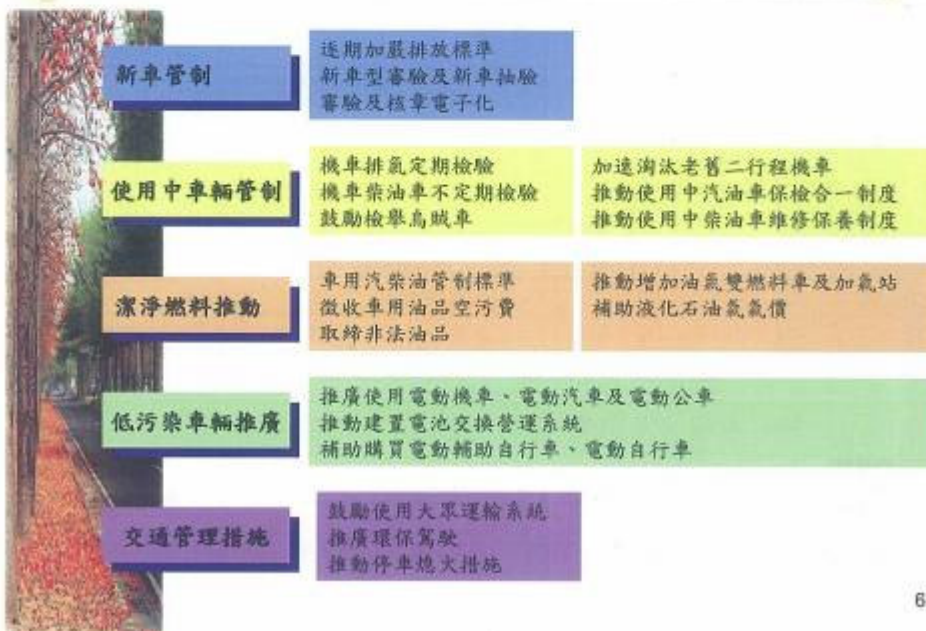 新車管制
逐期加嚴排放標準
新車型審驗及新車抽驗
審驗及核章電子化
使用中車輛管制
機車排氣定期檢驗
機車柴油車不定期檢驗
鼓勵檢舉烏賊車
加速淘汰老舊二行程機車
推動使用中汽油車保檢合一制度
推動使用中柴油車維修保養制度
潔淨燃料推動
車用汽柴油管制標準
徵收車用油品空污費
取締非法油品
推動增加油氣雙燃料車及加氣站
補助液化石油氣氣價
低污染車輛推廣
推廣使用電動機車、電動汽車及電動公車
推動建置電池交換營運系統
補助購買電動輔助自行車、電動自行車
交通管理措施
鼓勵使用大眾運輸系統
推廣環保駕駛
推動停車熄火措施
6